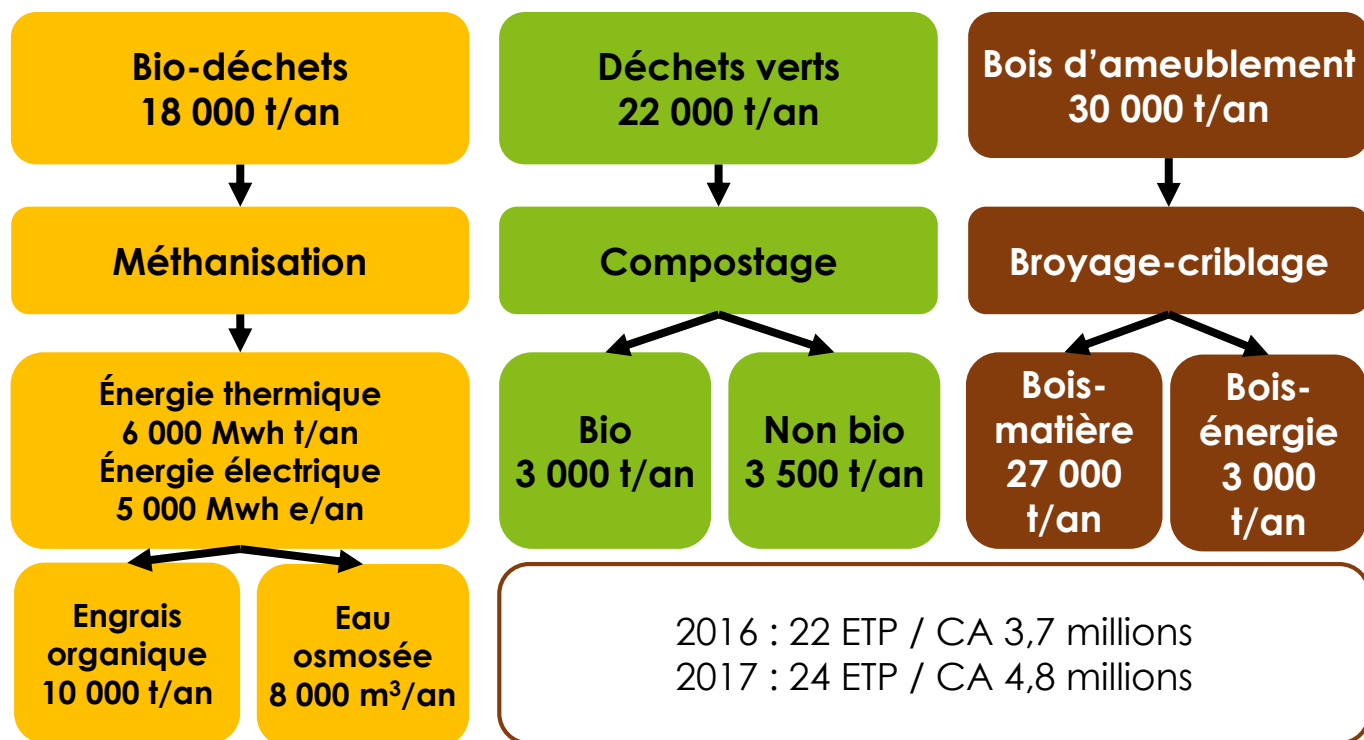 Bio-déchets
18 000 t/an
Déchets verts
22 000 t/an
Bois d’ameublement
30 000 t/an
Méthanisation
Compostage
Broyage-criblage
Énergie thermique
6 000 Mwh t/an
Énergie électrique
5 000 Mwh e/an
Bio
3 000 t/an
Non bio
3 500 t/an
Bois-
matière
27 000
t/an
Bois-
énergie
3 000
t/an
Engrais
organique
10 000 t/an
Eau
osmosée
8 000 m³/an
2016 : 22 ETP / CA 3,7 millions
2017 : 24 ETP / CA 4,8 millions